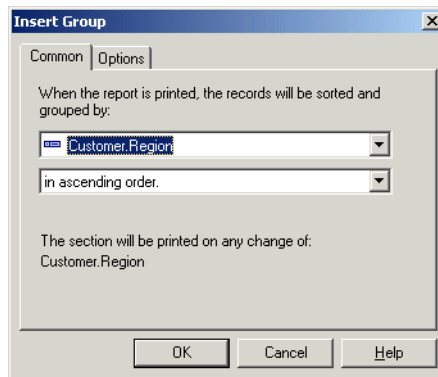 Insert Group
Common Options
When the report is printed, the records will be sorted and
grouped by:
Customer.Region
in ascending order.
The section will be printed on any change of:
Customer.Region
OK Cancel Help